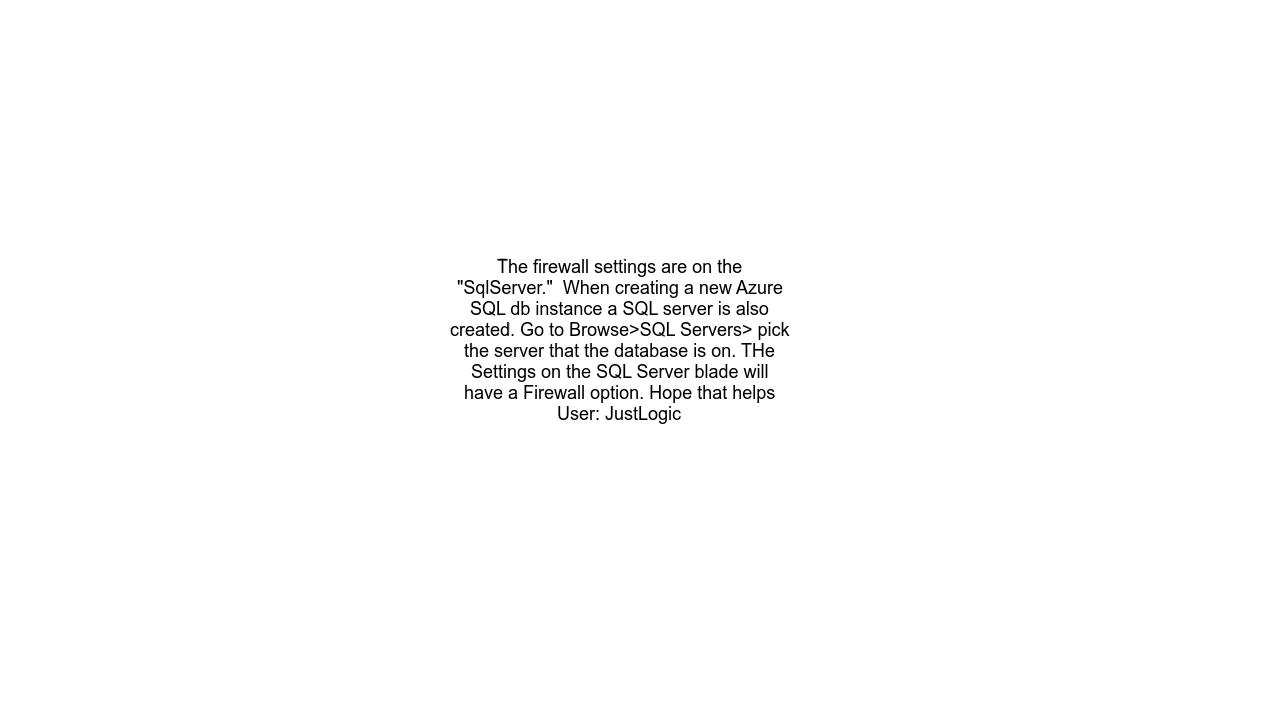 The firewall settings are on the
"SqlServer."  When creating a new Azure
SQL db instance a SQL server is also
created. Go to Browse>SQL Servers> pick
the server that the database is on. THe
Settings on the SQL Server blade will
have a Firewall option. Hope that helps
User: JustLogic